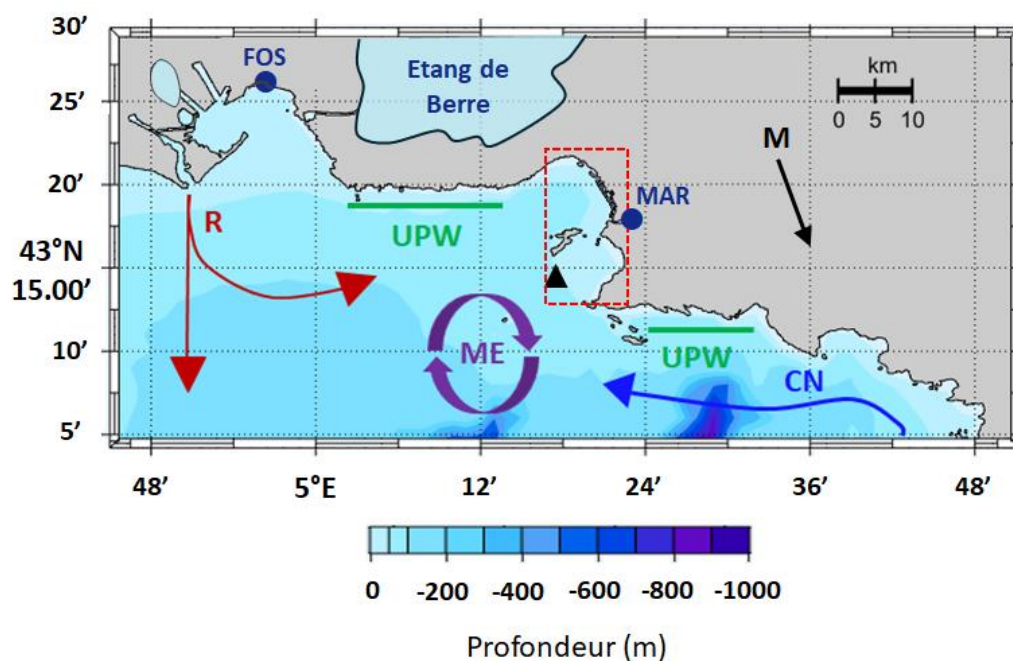 30’
FOS
Etang de
Berre
km
0 5 10
25’
M
20’
MAR
R
UPW
43°N
15.00’
ME
UPW
10’
CN
5’
48’ 5°E 12’ 24’ 36’ 48’
0 -200 -400 -600 -800 -1000
Profondeur (m)